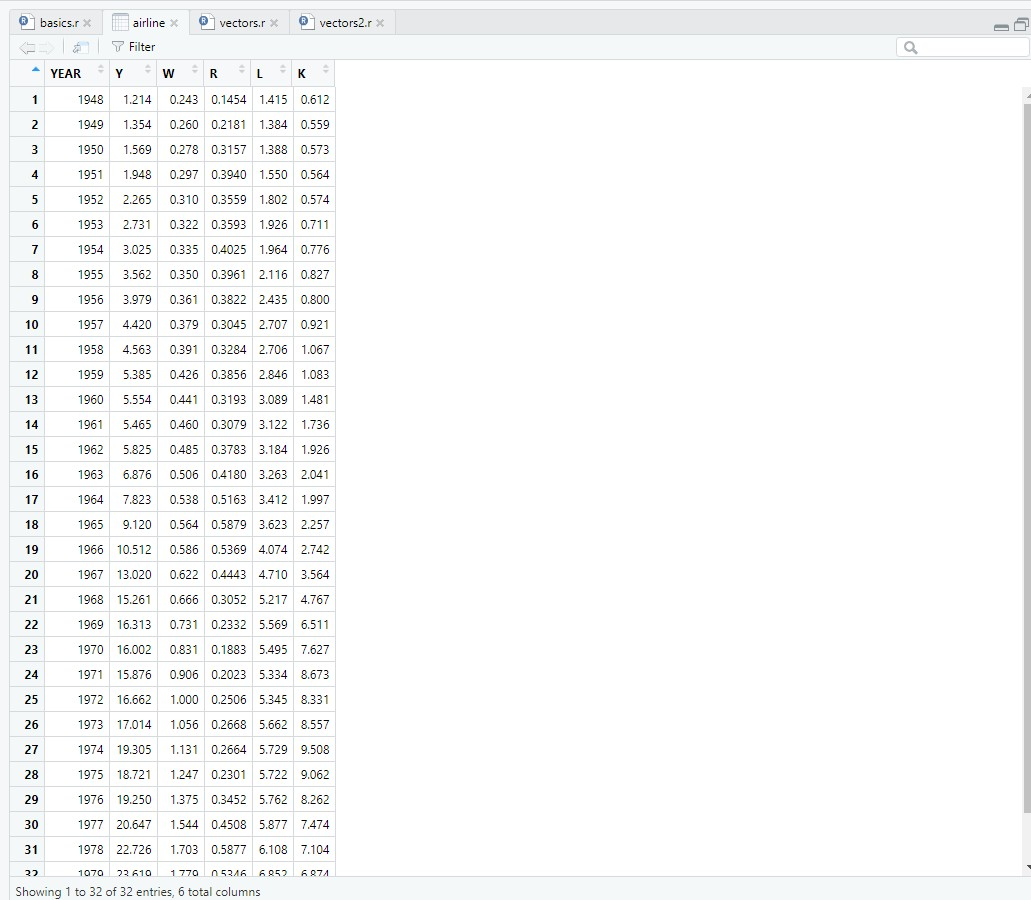 basics.r airline vectors.r vectors2.r
Filter
YEAR Y W R L K
1 1948 1.214 0.243 0.1454 1.415 0.612
2 1949 1.354 0.260 0.2181 1.384 0.559
3 1950 1.569 0.278 0.3157 1.388 0.573
4 1951 1.948 0.297 0.3940 1.550 0.564
5 1952 2.265 0.310 0.3559 1.802 0.574
6 1953 2.731 0.322 0.3593 1.926 0.711
7 1954 3.025 0.335 0.4025 1.964 0.776
8 1955 3.562 0.350 0.3961 2.116 0.827
9 1956 3.979 0.361 0.3822 2.435 0.800
10 1957 4.420 0.379 0.3045 2.707 0.921
11 1958 4.563 0.391 0.3284 2.706 1.067
12 1959 5.385 0.426 0.3856 2.846 1.083
13 1960 5.554 0.441 0.3193 3.089 1.481
14 1961 5.465 0.460 0.3079 3.122 1.736
15 1962 5.825 0.485 0.3783 3.184 1.926
16 1963 6.876 0.506 0.4180 3.263 2.041
17 1964 7.823 0.538 0.5163 3.412 1.997
18 1965 9.120 0.564 0.5879 3.623 2.257
19 1966 10.512 0.586 0.5369 4.074 2.742
20 1967 13.020 0.622 0.4443 4.710 3.564
21 1968 15.261 0.666 0.3052 5.217 4.767
22 1969 16.313 0.731 0.2332 5.569 6.511
23 1970 16.002 0.831 0.1883 5.495 7.627
24 1971 15.876 0.906 0.2023 5.334 8.673
25 1972 16.662 1.000 0.2506 5.345 8.331
26 1973 17.014 1.056 0.2668 5.662 8.557
27 1974 19.305 1.131 0.2664 5.729 9.508
28 1975 18.721 1.247 0.2301 5.722 9.062
29 1976 19.250 1.375 0.3452 5.762 8.262
30 1977 20.647 1.544 0.4508 5.877 7.474
31 1978 22.726 1.703 0.5877 6.108 7.104
32 1979 23.619 1.779 0.5346 6.852 6.874
Showing 1 to 32 of 32 entries, 6 total columns